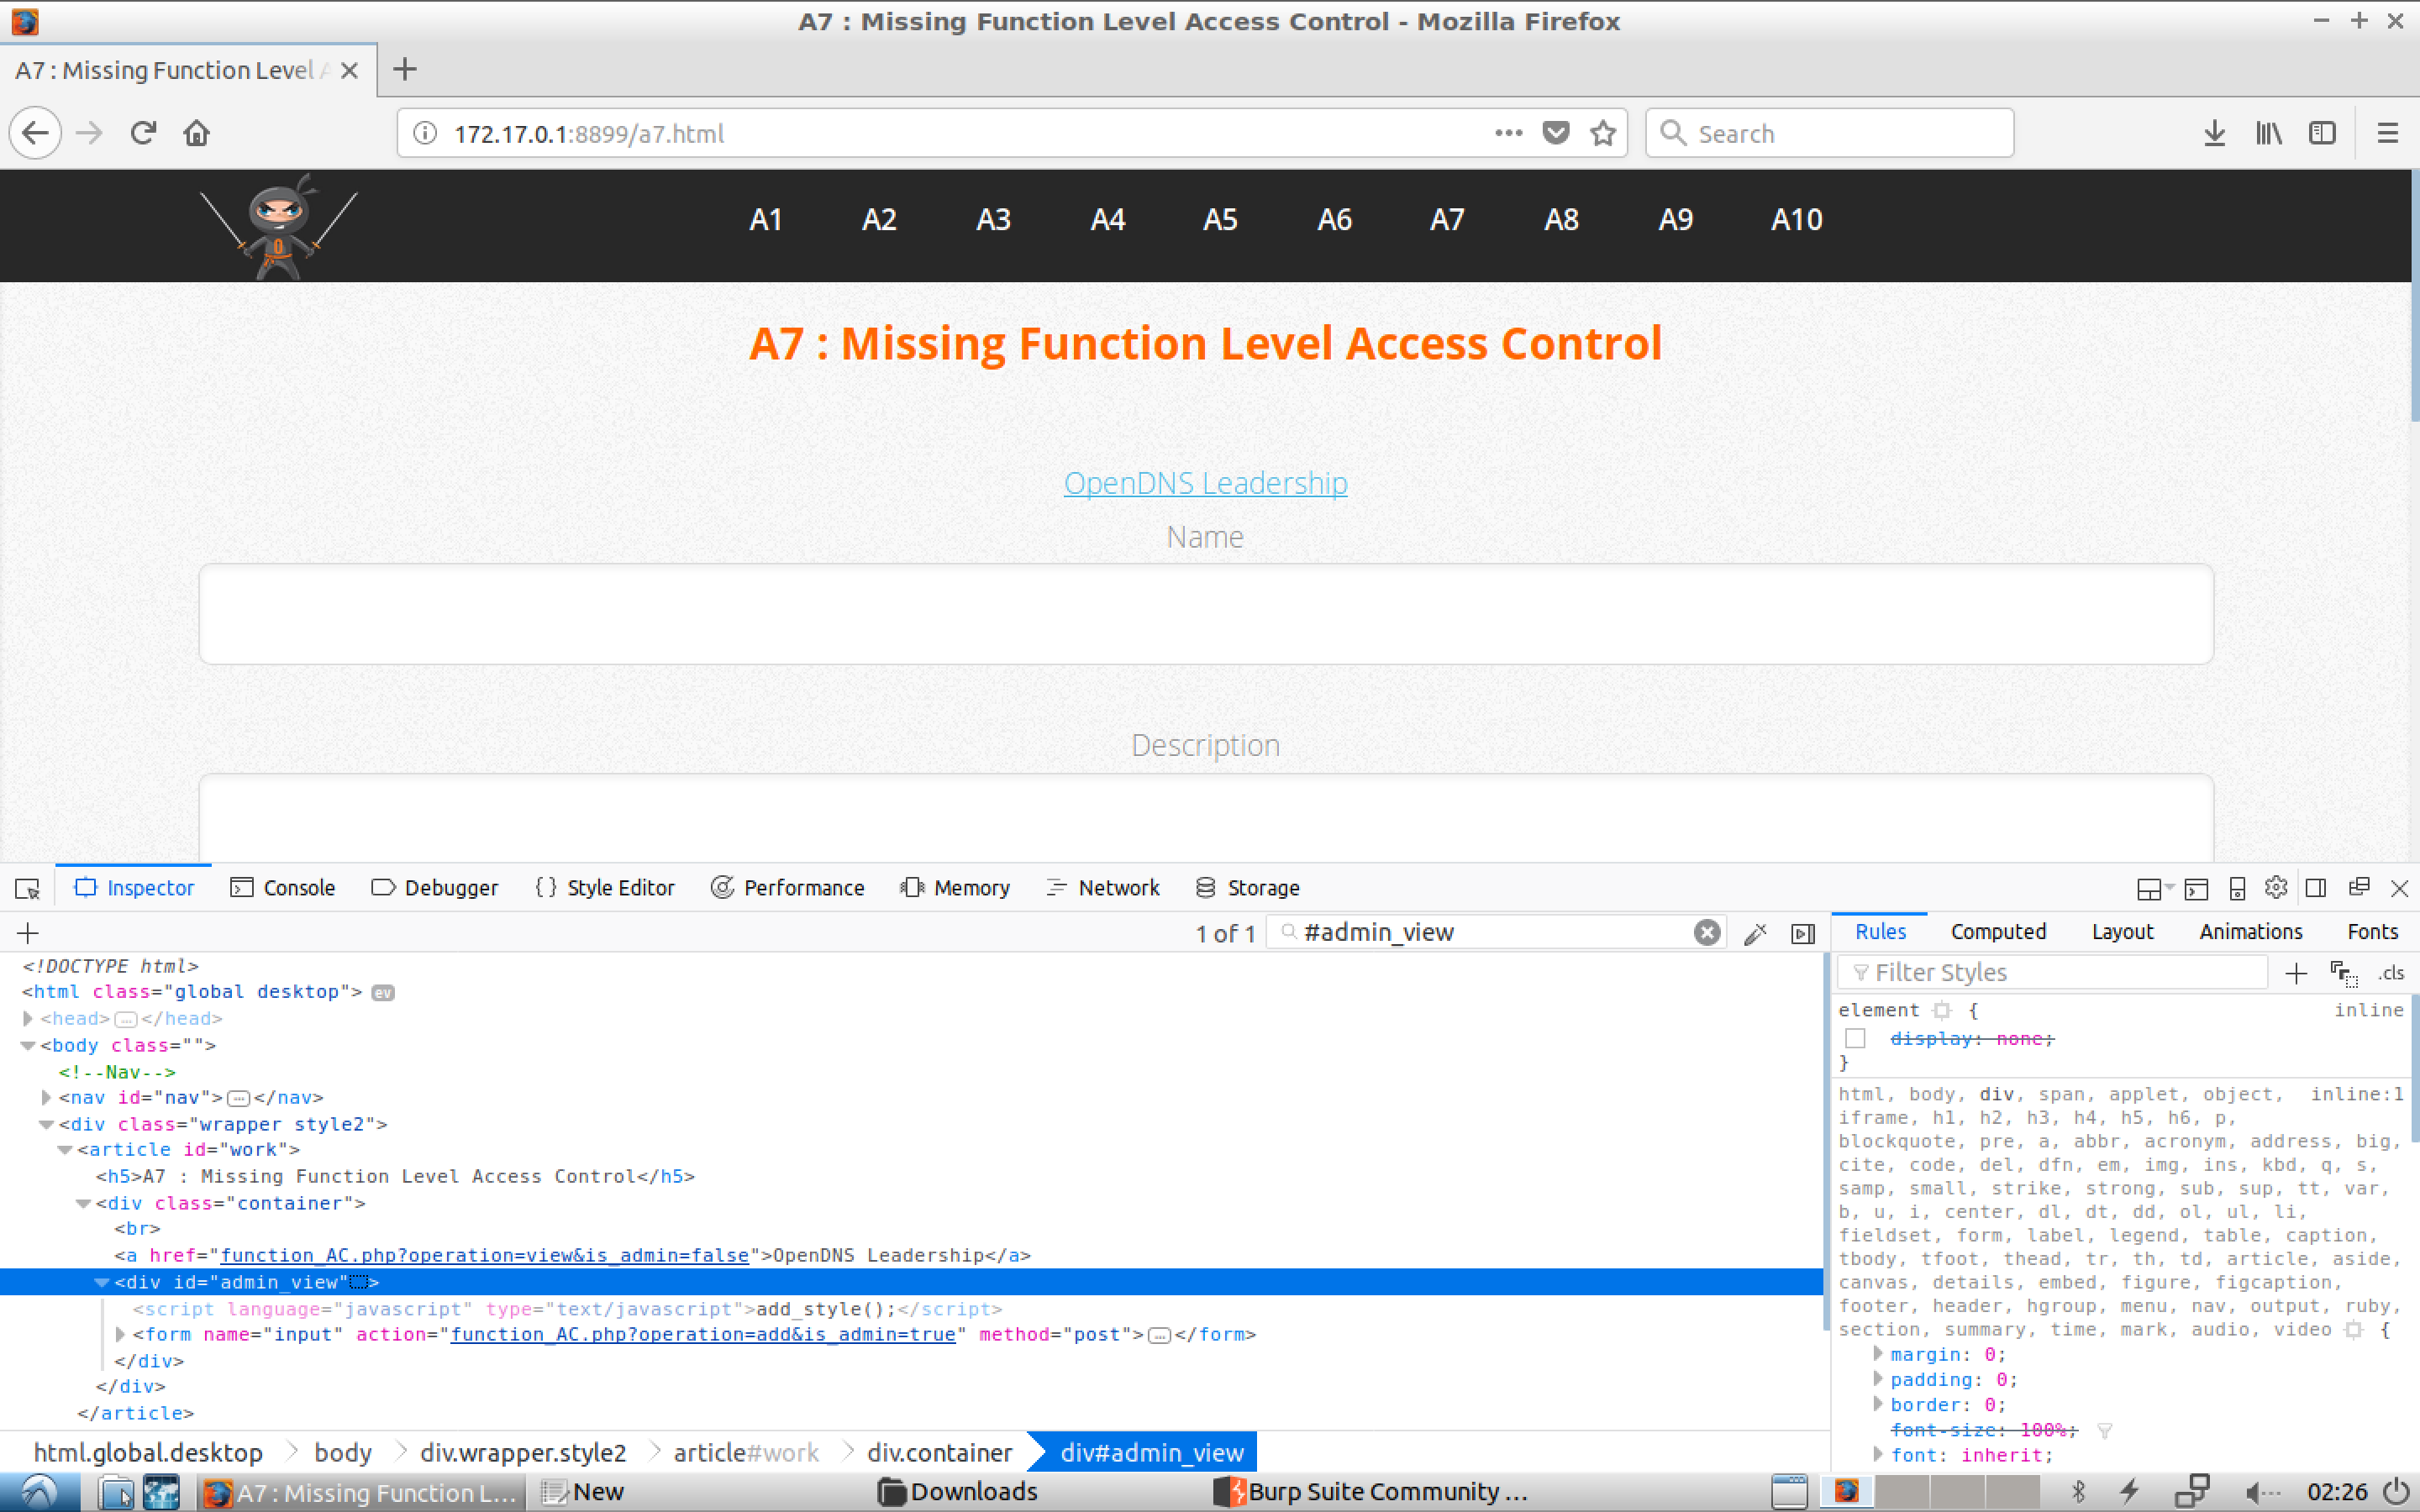 A7 : Missing Function Level Access Control - Mozilla Firefox
A7 : Missing Function Level A
172.17.0.1:8899/a7.html
Search
A1 A2 A3 A4 A5 A6 A7 A8 A9 A10
A7 : Missing Function Level Access Control
OpenDNS Leadership
Name
Description
Inspector Console Debugger {} Style Editor Performance Memory Network Storage
+ 1 of 1 #admin_view
Rules Computed Layout Animations Fonts
Filter Styles + .cls
<!DOCTYPE html>
<html class="global desktop"> ev
<head>…</head>
<body class="">
<!--Nav-->
<nav id="nav">…</nav>
<div class="wrapper style2">
<article id="work">
<h5>A7 : Missing Function Level Access Control</h5>
<div class="container">
<br>
<a href="function_AC.php?operation=view&is_admin=false">OpenDNS Leadership</a>
<div id="admin_view">
<script language="javascript" type="text/javascript">add_style();</script>
<form name="input" action="function_AC.php?operation=add&is_admin=true" method="post">…</form>
</div>
</div>
</article>
element { inline
display: none;
}
html, body, div, span, applet, object, inline:1
iframe, h1, h2, h3, h4, h5, h6, p,
blockquote, pre, a, abbr, acronym, address, big,
cite, code, del, dfn, em, img, ins, kbd, q, s,
samp, small, strike, strong, sub, sup, tt, var,
b, u, i, center, dl, dt, dd, ol, ul, li,
fieldset, form, label, legend, table, caption,
tbody, tfoot, thead, tr, th, td, article, aside,
canvas, details, embed, figure, figcaption,
footer, header, hgroup, menu, nav, output, ruby,
section, summary, time, mark, audio, video {
margin: 0;
padding: 0;
border: 0;
font-size: 100%;
font: inherit;
html.global.desktop body div.wrapper.style2 article#work div.container div#admin_view
A7 : Missing Function L... New Downloads Burp Suite Community ... 02:26